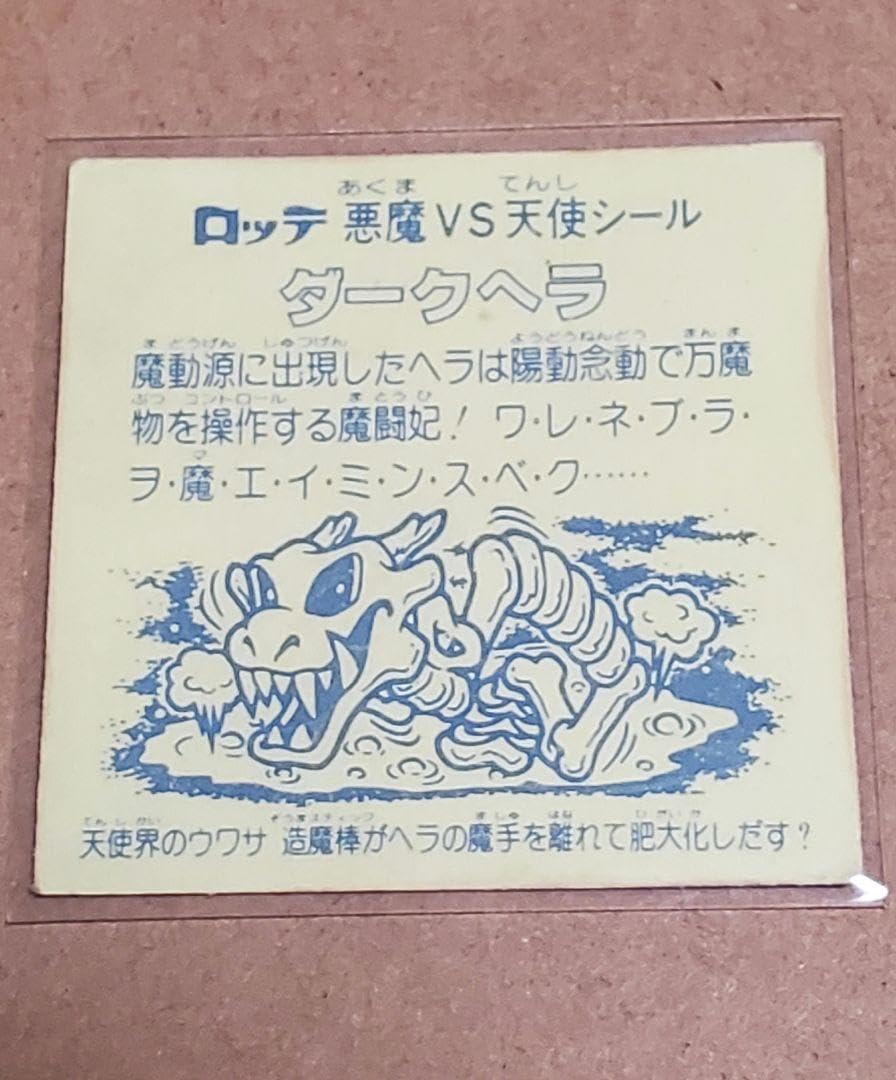 あくま てんし
ロッテ 悪魔VS天使シール
ダークヘラ
まどうげん しゅつげん ようどうねんどう まんま
魔動源に出現したヘラは陽動念動で万魔
ぶつ コントロール まとうひ
物を操作する魔闘妃! ワ・レ・ネ・ブ・ラ・
マ
ヲ・魔・エ・イ・ミ・ン・ス・ベ・ク……
てんしかい ぞうまスティック ましゅ はな ひだいか
天使界のウワサ 造魔棒がヘラの魔手を離れて肥大化しだす?